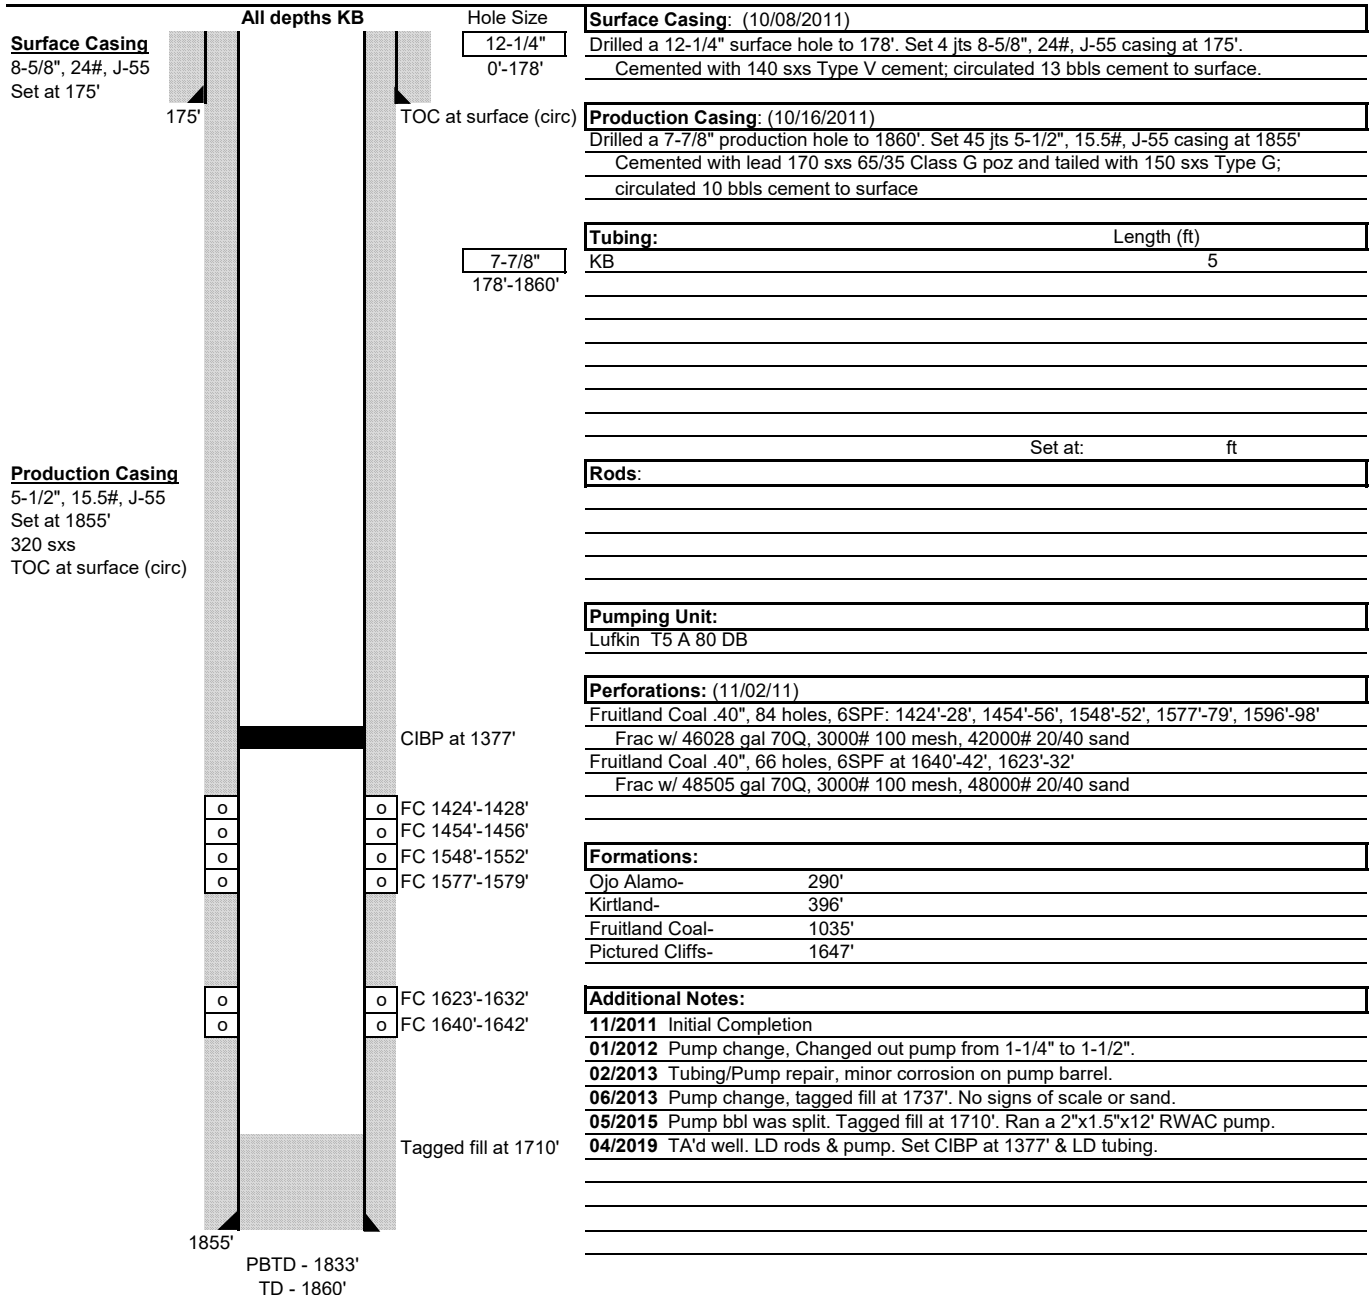 All depths KB
Surface Casing
8-5/8", 24#, J-55
Set at 175'
175'
Hole Size
12-1/4"
0'-178'
TOC at surface (circ)
7-7/8"
178'-1860'
Production Casing
5-1/2", 15.5#, J-55
Set at 1855'
320 sxs
TOC at surface (circ)
CIBP at 1377'
o o FC 1424'-1428'
o o FC 1454'-1456'
o o FC 1548'-1552'
o o FC 1577'-1579'
o o FC 1623'-1632'
o o FC 1640'-1642'
Tagged fill at 1710'
1855'
PBTD - 1833'
TD - 1860'
Surface Casing: (10/08/2011)
Drilled a 12-1/4" surface hole to 178'. Set 4 jts 8-5/8", 24#, J-55 casing at 175'.
Cemented with 140 sxs Type V cement; circulated 13 bbls cement to surface.
Production Casing: (10/16/2011)
Drilled a 7-7/8" production hole to 1860'. Set 45 jts 5-1/2", 15.5#, J-55 casing at 1855'
Cemented with lead 170 sxs 65/35 Class G poz and tailed with 150 sxs Type G;
circulated 10 bbls cement to surface
Tubing: Length (ft)
KB 5
Set at: ft
Rods:
Pumping Unit:
Lufkin T5 A 80 DB
Perforations: (11/02/11)
Fruitland Coal .40", 84 holes, 6SPF: 1424'-28', 1454'-56', 1548'-52', 1577'-79', 1596'-98'
Frac w/ 46028 gal 70Q, 3000# 100 mesh, 42000# 20/40 sand
Fruitland Coal .40", 66 holes, 6SPF at 1640'-42', 1623'-32'
Frac w/ 48505 gal 70Q, 3000# 100 mesh, 48000# 20/40 sand
Formations:
Ojo Alamo- 290'
Kirtland- 396'
Fruitland Coal- 1035'
Pictured Cliffs- 1647'
Additional Notes:
11/2011 Initial Completion
01/2012 Pump change, Changed out pump from 1-1/4" to 1-1/2".
02/2013 Tubing/Pump repair, minor corrosion on pump barrel.
06/2013 Pump change, tagged fill at 1737'. No signs of scale or sand.
05/2015 Pump bbl was split. Tagged fill at 1710'. Ran a 2"x1.5"x12' RWAC pump.
04/2019 TA'd well. LD rods & pump. Set CIBP at 1377' & LD tubing.